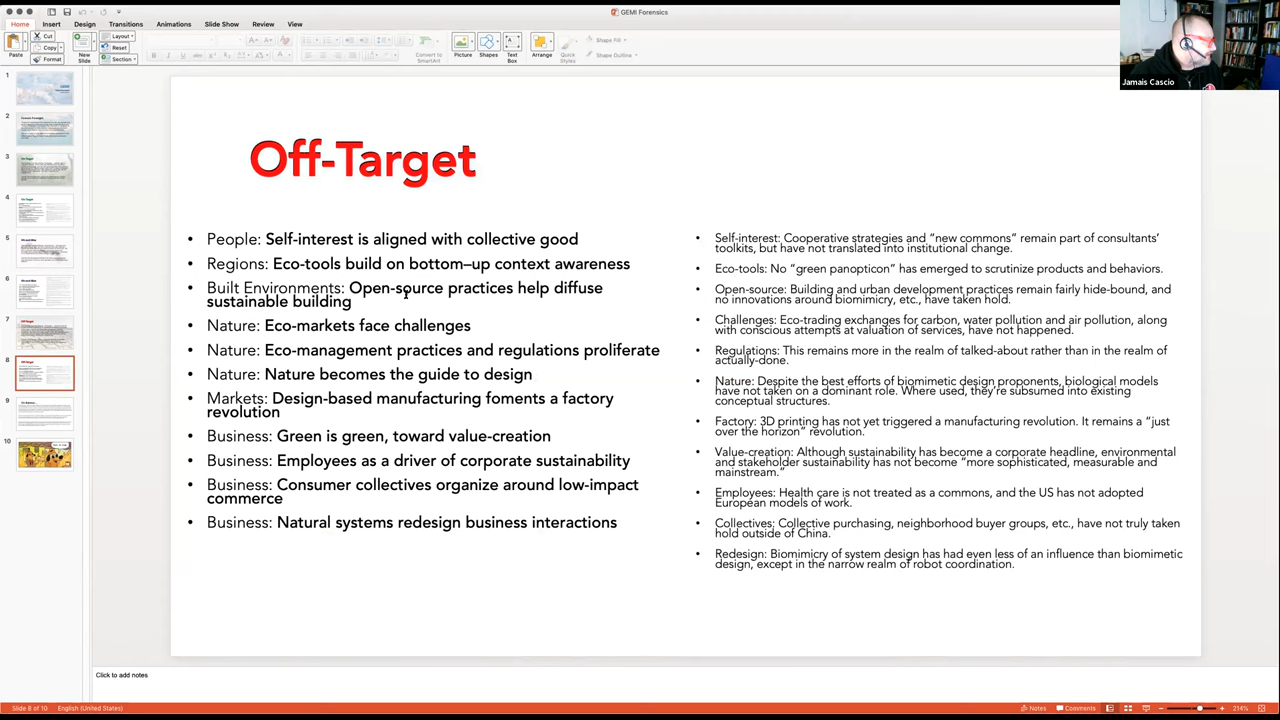 GEMI Forensics
Home Insert Design Transitions Animations Slide Show Review View
Cut
Copy
Format
Paste
New
Slide
Layout
Reset
Section
Convert to
SmartArt
Picture
Shapes
Text
Box
Arrange
Quick
Styles
Shape Fill
Shape Outline
Jamais Cascio
1
2
3
4
5
6
7
8
9
10
Off-Target
• People: Self-interest is aligned with collective good
• Regions: Eco-tools build on bottom-up context awareness
• Built Environments: Open-source practices help diffuse
sustainable building
• Nature: Eco-markets face challenges
• Nature: Eco-management practices and regulations proliferate
• Nature: Nature becomes the guide to design
• Markets: Design-based manufacturing foments a factory
revolution
• Business: Green is green, toward value-creation
• Business: Employees as a driver of corporate sustainability
• Business: Consumer collectives organize around low-impact
commerce
• Business: Natural systems redesign business interactions
• Self-interest: Cooperative strategies and “new commons” remain part of consultants’
toolkits, but have not translated into institutional change.
• Eco-tools: No “green panopticon” has emerged to scrutinize products and behaviors.
• Open-source: Building and urban development practices remain fairly hide-bound, and
no innovations around biomimicry, etc., have taken hold.
• Challenges: Eco-trading exchanges for carbon, water pollution and air pollution, along
with conscious attempts at valuation of services, have not happened.
• Regulations: This remains more in the realm of talked-about rather than in the realm of
actually-done.
• Nature: Despite the best efforts of biomimetic design proponents, biological models
have not taken on a dominant role. Where used, they’re subsumed into existing
conceptual structures.
• Factory: 3D printing has not yet triggered a manufacturing revolution. It remains a “just
over the horizon” revolution.
• Value-creation: Although sustainability has become a corporate headline, environmental
and stakeholder sustainability has not become “more sophisticated, measurable and
mainstream.”
• Employees: Health care is not treated as a commons, and the US has not adopted
European models of work.
• Collectives: Collective purchasing, neighborhood buyer groups, etc., have not truly taken
hold outside of China.
• Redesign: Biomimicry of system design has had even less of an influence than biomimetic
design, except in the narrow realm of robot coordination.
Click to add notes
Slide 8 of 10 English (United States)
Notes Comments 214%